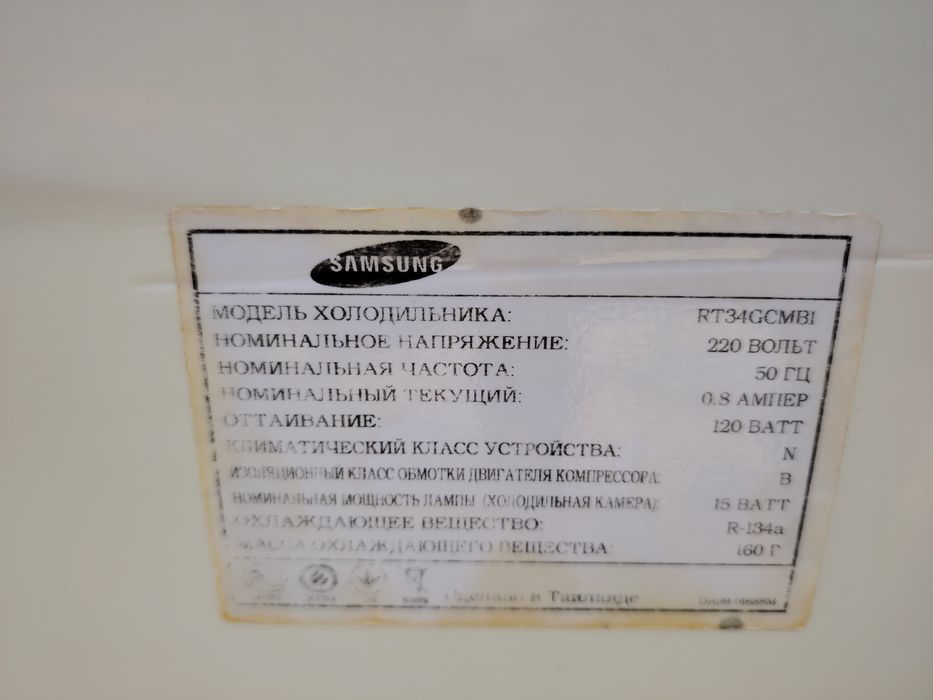 SAMSUNG
МОДЕЛЬ ХОЛОДИЛЬНИКА: RT34GCMB1
НОМИНАЛЬНОЕ НАПРЯЖЕНИЕ: 220 ВОЛЬТ
НОМИНАЛЬНАЯ ЧАСТОТА: 50 ГЦ
НОМИНАЛЬНЫЙ ТЕКУЩИЙ: 0.8 АМПЕР
ОТТАИВАНИЕ: 120 ВАТТ
КЛИМАТИЧЕСКИЙ КЛАСС УСТРОЙСТВА: N
ИЗОЛЯЦИОННЫЙ КЛАСС ОБМОТКИ ДВИГАТЕЛЯ КОМПРЕССОРА: B
НОМИНАЛЬНАЯ МОЩНОСТЬ ЛАМПЫ (ХОЛОДИЛЬНАЯ КАМЕРА): 15 ВАТТ
ОХЛАЖДАЮЩЕЕ ВЕЩЕСТВО: R-134a
МАССА ОХЛАЖДАЮЩЕГО ВЕЩЕСТВА: 160 Г
Сделано в Таиланде